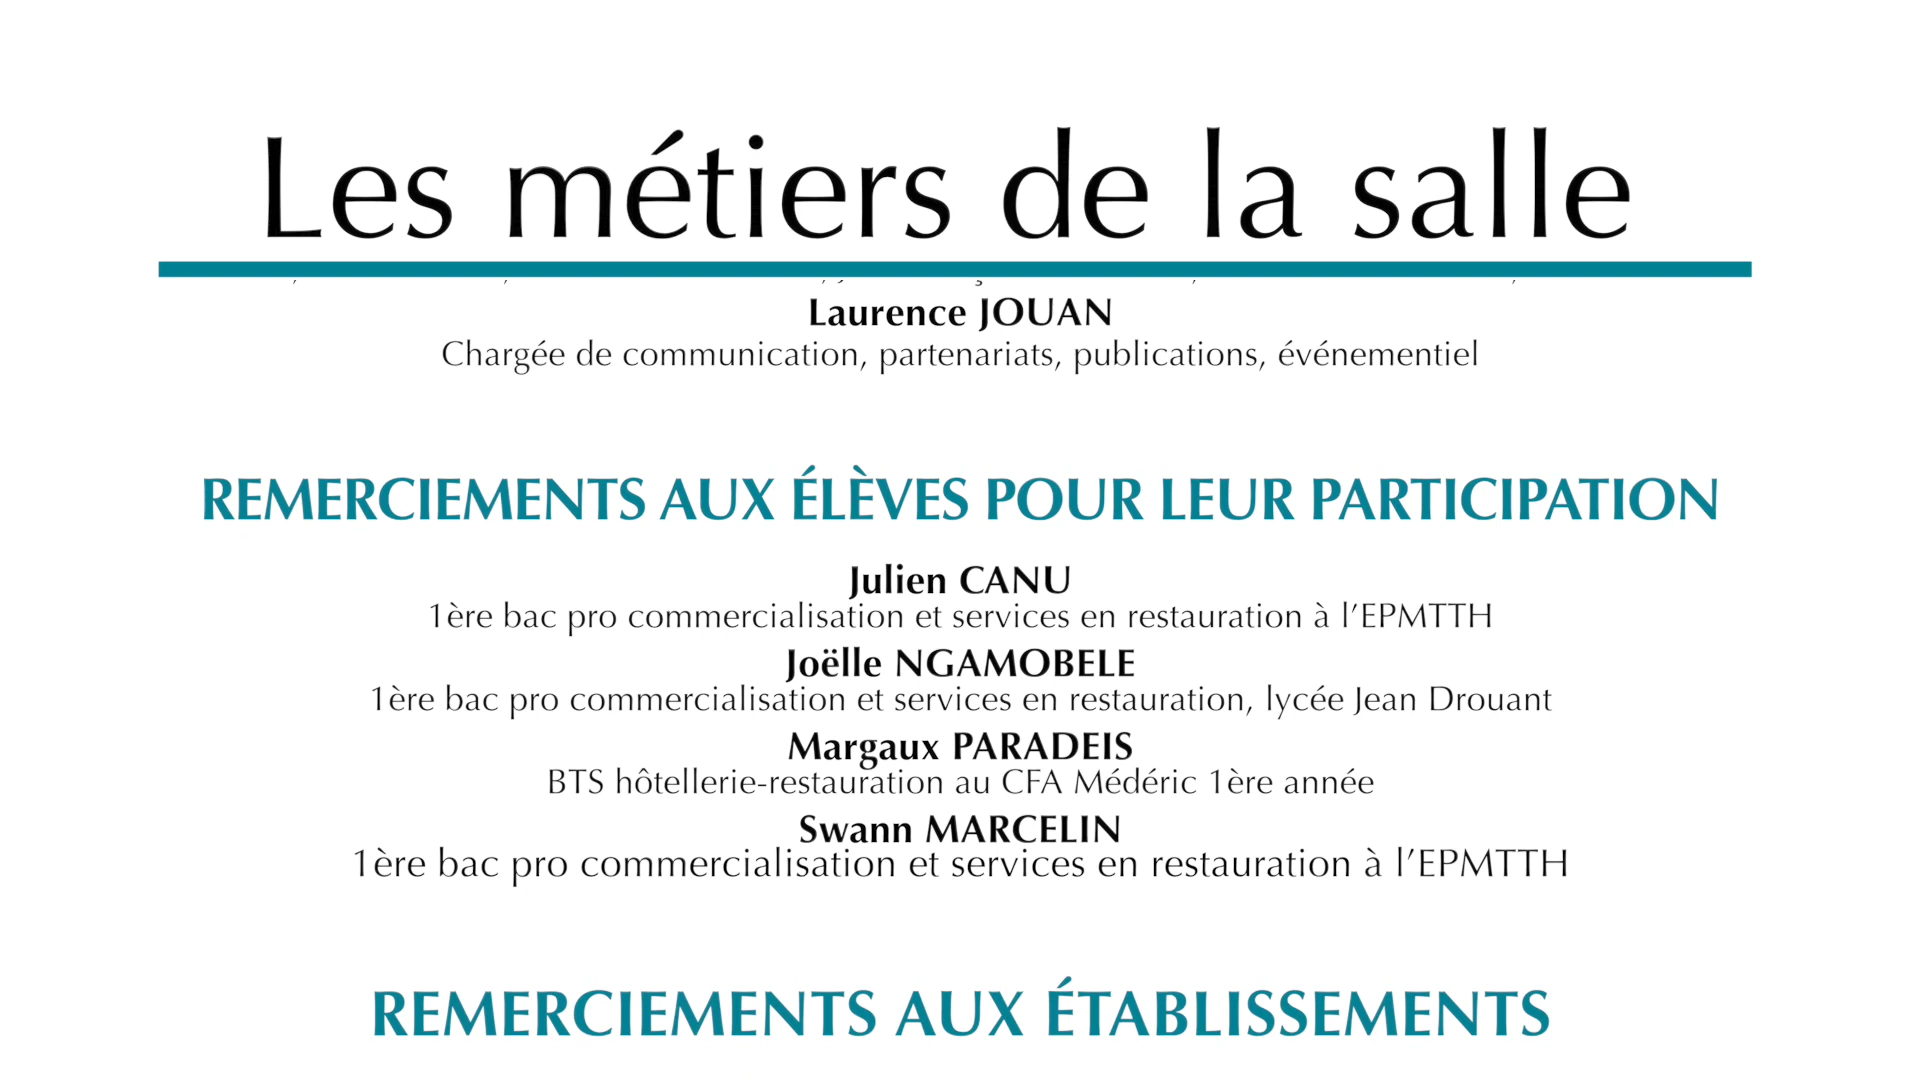 Les métiers de la salle
Laurence JOUAN
Chargée de communication, partenariats, publications, événementiel
REMERCIEMENTS AUX ÉLÈVES POUR LEUR PARTICIPATION
Julien CANU
1ère bac pro commercialisation et services en restauration à l’EPMTTH
Joëlle NGAMOBELE
1ère bac pro commercialisation et services en restauration, lycée Jean Drouant
Margaux PARADEIS
BTS hôtellerie-restauration au CFA Médéric 1ère année
Swann MARCELIN
1ère bac pro commercialisation et services en restauration à l’EPMTTH
REMERCIEMENTS AUX ÉTABLISSEMENTS